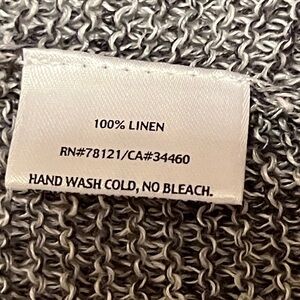 100% LINEN
RN#78121/CA#34460
HAND WASH COLD, NO BLEACH.